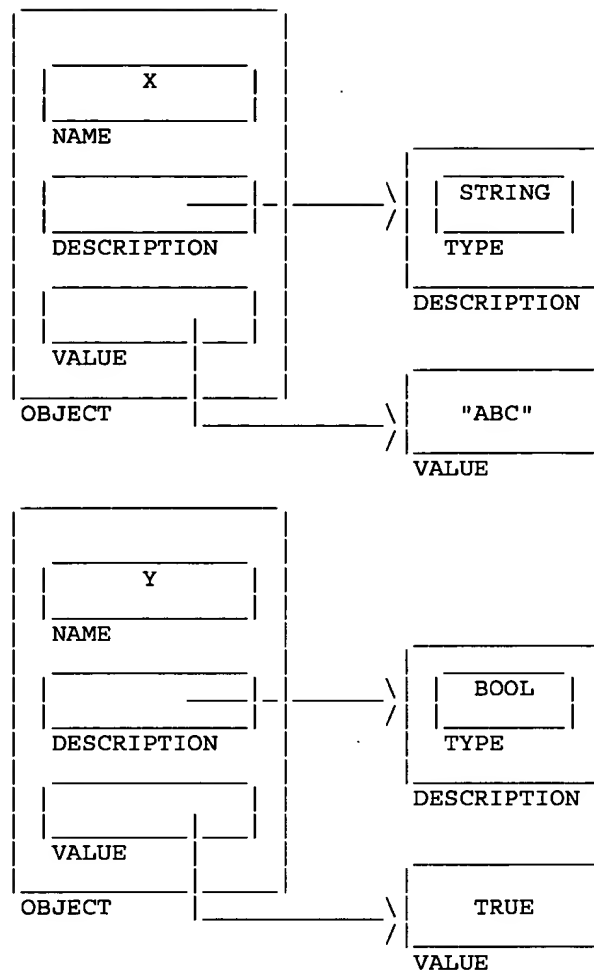 X
NAME
STRING
DESCRIPTION
TYPE
DESCRIPTION
VALUE
OBJECT
"ABC"
VALUE
Y
NAME
BOOL
DESCRIPTION
TYPE
DESCRIPTION
VALUE
OBJECT
TRUE
VALUE